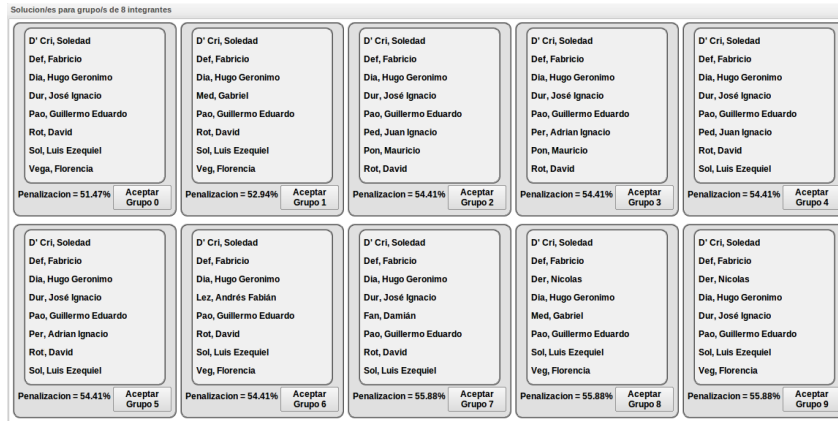 Solucion/es para grupo/s de 8 integrantes
D' Cri, Soledad
Def, Fabricio
Dia, Hugo Geronimo
Dur, José Ignacio
Pao, Guillermo Eduardo
Rot, David
Sol, Luis Ezequiel
Vega, Florencia
Penalizacion = 51.47%
Aceptar
Grupo 0
D' Cri, Soledad
Def, Fabricio
Dia, Hugo Geronimo
Med, Gabriel
Pao, Guillermo Eduardo
Rot, David
Sol, Luis Ezequiel
Veg, Florencia
Penalizacion = 52.94%
Aceptar
Grupo 1
D' Cri, Soledad
Def, Fabricio
Dia, Hugo Geronimo
Dur, José Ignacio
Pao, Guillermo Eduardo
Ped, Juan Ignacio
Pon, Mauricio
Rot, David
Penalizacion = 54.41%
Aceptar
Grupo 2
D' Cri, Soledad
Def, Fabricio
Dia, Hugo Geronimo
Dur, José Ignacio
Pao, Guillermo Eduardo
Per, Adrian Ignacio
Pon, Mauricio
Rot, David
Penalizacion = 54.41%
Aceptar
Grupo 3
D' Cri, Soledad
Def, Fabricio
Dia, Hugo Geronimo
Dur, José Ignacio
Pao, Guillermo Eduardo
Ped, Juan Ignacio
Rot, David
Sol, Luis Ezequiel
Penalizacion = 54.41%
Aceptar
Grupo 4
D' Cri, Soledad
Def, Fabricio
Dia, Hugo Geronimo
Dur, José Ignacio
Pao, Guillermo Eduardo
Per, Adrian Ignacio
Rot, David
Sol, Luis Ezequiel
Penalizacion = 54.41%
Aceptar
Grupo 5
D' Cri, Soledad
Def, Fabricio
Dia, Hugo Geronimo
Lez, Andrés Fabián
Pao, Guillermo Eduardo
Rot, David
Sol, Luis Ezequiel
Veg, Florencia
Penalizacion = 54.41%
Aceptar
Grupo 6
D' Cri, Soledad
Def, Fabricio
Dia, Hugo Geronimo
Dur, José Ignacio
Fan, Damián
Pao, Guillermo Eduardo
Rot, David
Sol, Luis Ezequiel
Penalizacion = 55.88%
Aceptar
Grupo 7
D' Cri, Soledad
Def, Fabricio
Der, Nicolas
Dia, Hugo Geronimo
Med, Gabriel
Pao, Guillermo Eduardo
Sol, Luis Ezequiel
Veg, Florencia
Penalizacion = 55.88%
Aceptar
Grupo 8
D' Cri, Soledad
Def, Fabricio
Der, Nicolas
Dia, Hugo Geronimo
Dur, José Ignacio
Pao, Guillermo Eduardo
Sol, Luis Ezequiel
Veg, Florencia
Penalizacion = 55.88%
Aceptar
Grupo 9